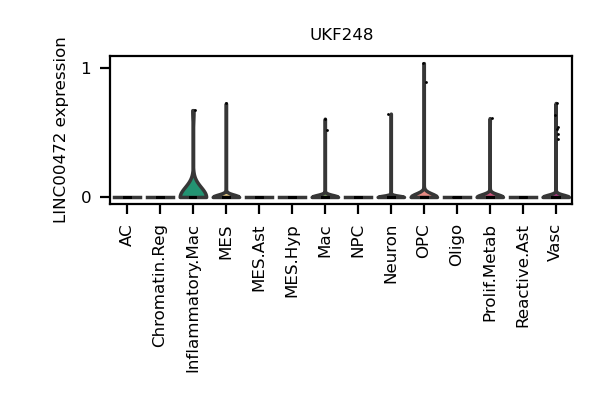 UKF248
LINC00472 expression
1
0
AC
Chromatin.Reg
Inflammatory.Mac
MES
MES.Ast
MES.Hyp
Mac
NPC
Neuron
OPC
Oligo
Prolif.Metab
Reactive.Ast
Vasc